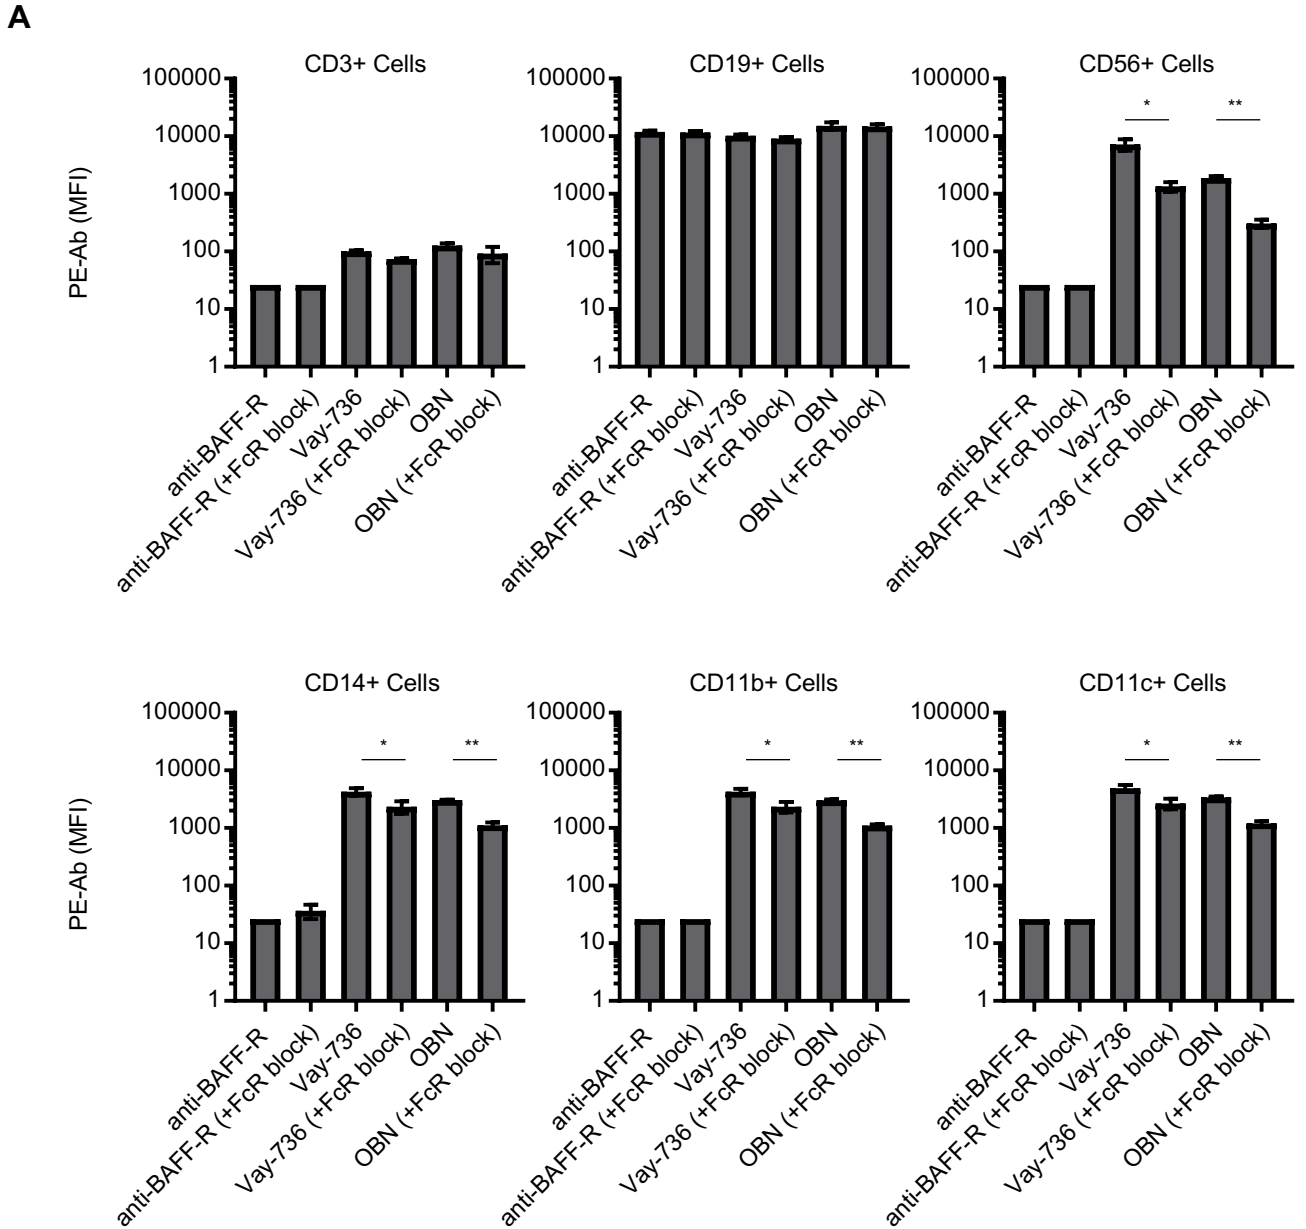 A
CD3+ Cells
PE-Ab (MFI)
100000
10000
1000
100
10
1
anti-BAFF-R
anti-BAFF-R (+FcR block)
Vay-736
Vay-736 (+FcR block)
OBN
OBN (+FcR block)
CD19+ Cells
100000
10000
1000
100
10
1
anti-BAFF-R
anti-BAFF-R (+FcR block)
Vay-736
Vay-736 (+FcR block)
OBN
OBN (+FcR block)
CD56+ Cells
100000
10000
1000
100
10
1
*
**
anti-BAFF-R
anti-BAFF-R (+FcR block)
Vay-736
Vay-736 (+FcR block)
OBN
OBN (+FcR block)
CD14+ Cells
PE-Ab (MFI)
100000
10000
1000
100
10
1
*
**
anti-BAFF-R
anti-BAFF-R (+FcR block)
Vay-736
Vay-736 (+FcR block)
OBN
OBN (+FcR block)
CD11b+ Cells
100000
10000
1000
100
10
1
*
**
anti-BAFF-R
anti-BAFF-R (+FcR block)
Vay-736
Vay-736 (+FcR block)
OBN
OBN (+FcR block)
CD11c+ Cells
100000
10000
1000
100
10
1
*
**
anti-BAFF-R
anti-BAFF-R (+FcR block)
Vay-736
Vay-736 (+FcR block)
OBN
OBN (+FcR block)